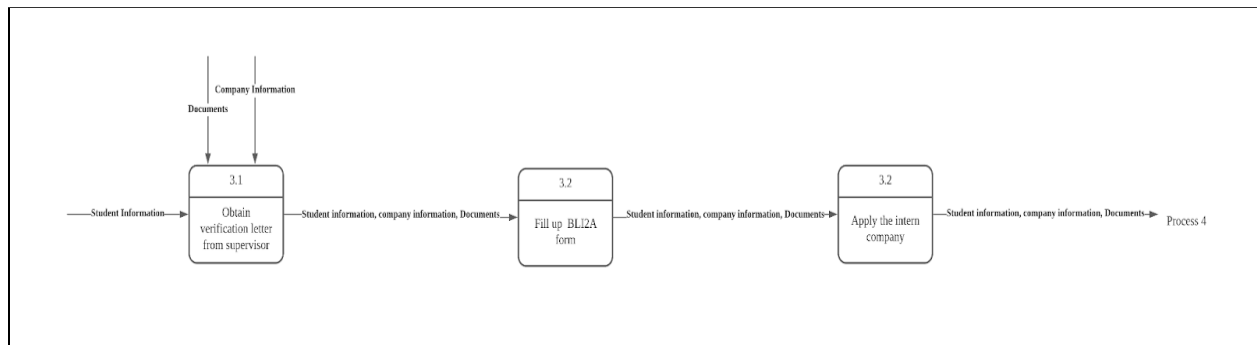 Company Information
Documents
3.1
Obtain
verification letter
from supervisor
Student Information
Student information, company information, Documents
3.2
Fill up BLI2A
form
Student information, company information, Documents
3.2
Apply the intern
company
Student information, company information, Documents
Process 4